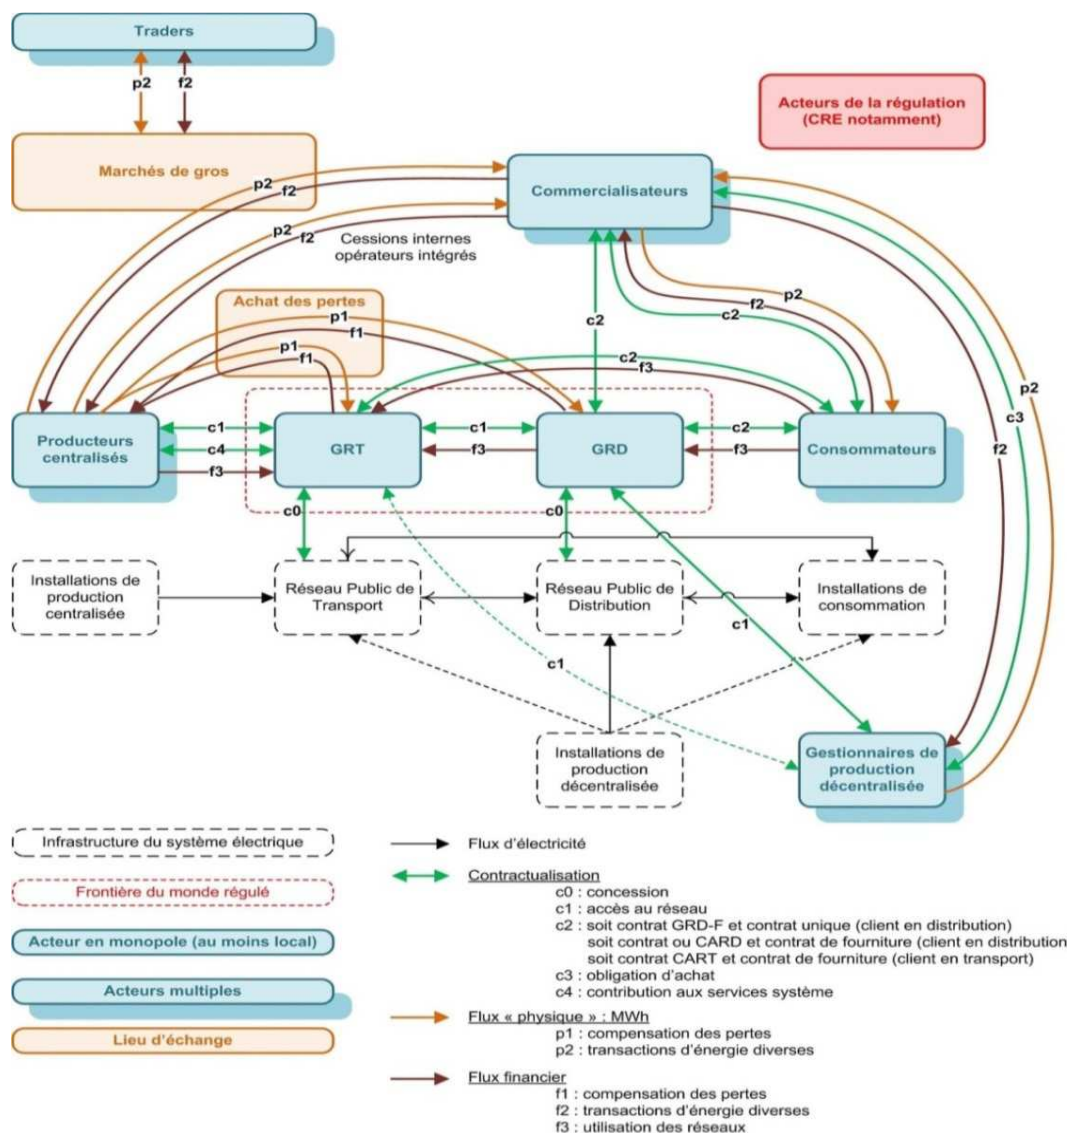 Traders
p2
f2
Marchés de gros
Acteurs de la régulation
(CRE notamment)
Commercialisateurs
p2
f2
p2
f2
Cessions internes
opérateurs intégrés
Achat des pertes
p1
f1
p1
f1
c2
c2
f2
p2
c2
f3
p2
c3
f2
Producteurs
centralisés
c1
c4
f3
GRT
c1
f3
GRD
c2
f3
Consommateurs
c0
c0
Installations de
production
centralisée
Réseau Public de
Transport
Réseau Public de
Distribution
Installations de
consommation
c1
c1
Installations de
production
décentralisée
Gestionnaires de
production
décentralisée
Infrastructure du système électrique
Frontière du monde régulé
Acteur en monopole (au moins local)
Acteurs multiples
Lieu d'échange
Flux d'électricité
Contractualisation
c0 : concession
c1 : accès au réseau
c2 : soit contrat GRD-F et contrat unique (client en distribution)
soit contrat ou CARD et contrat de fourniture (client en distribution
soit contrat CART et contrat de fourniture (client en transport)
c3 : obligation d'achat
c4 : contribution aux services système
Flux « physique » : MWh
p1 : compensation des pertes
p2 : transactions d'énergie diverses
Flux financier
f1 : compensation des pertes
f2 : transactions d'énergie diverses
f3 : utilisation des réseaux